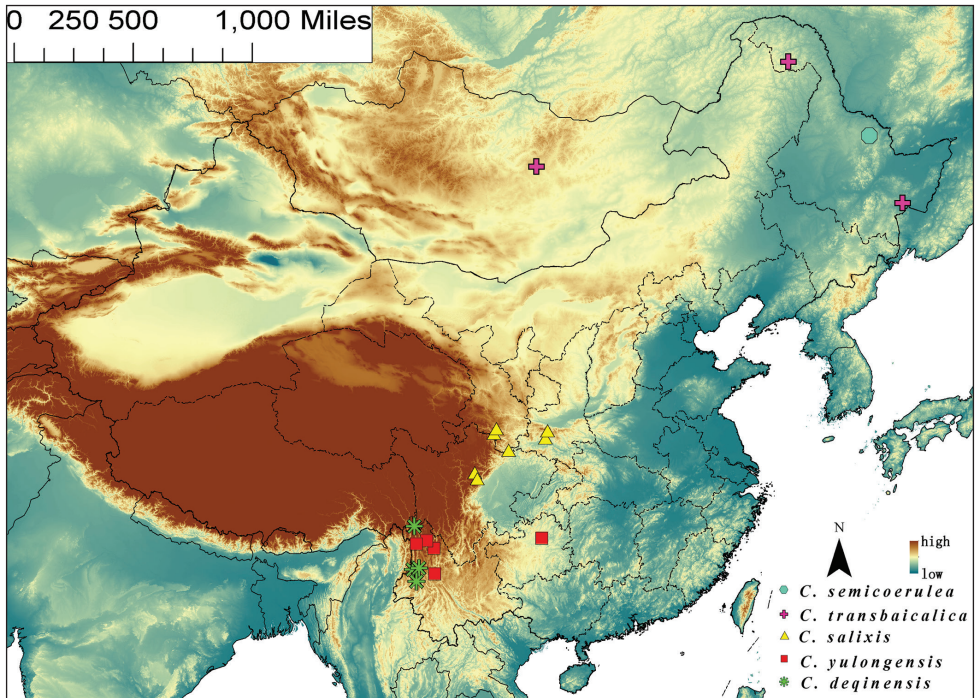 0 250 500 1,000 Miles
N
high
low
C. semicoerulea
C. transbaicalica
C. salixis
C. yulongensis
C. deqinensis